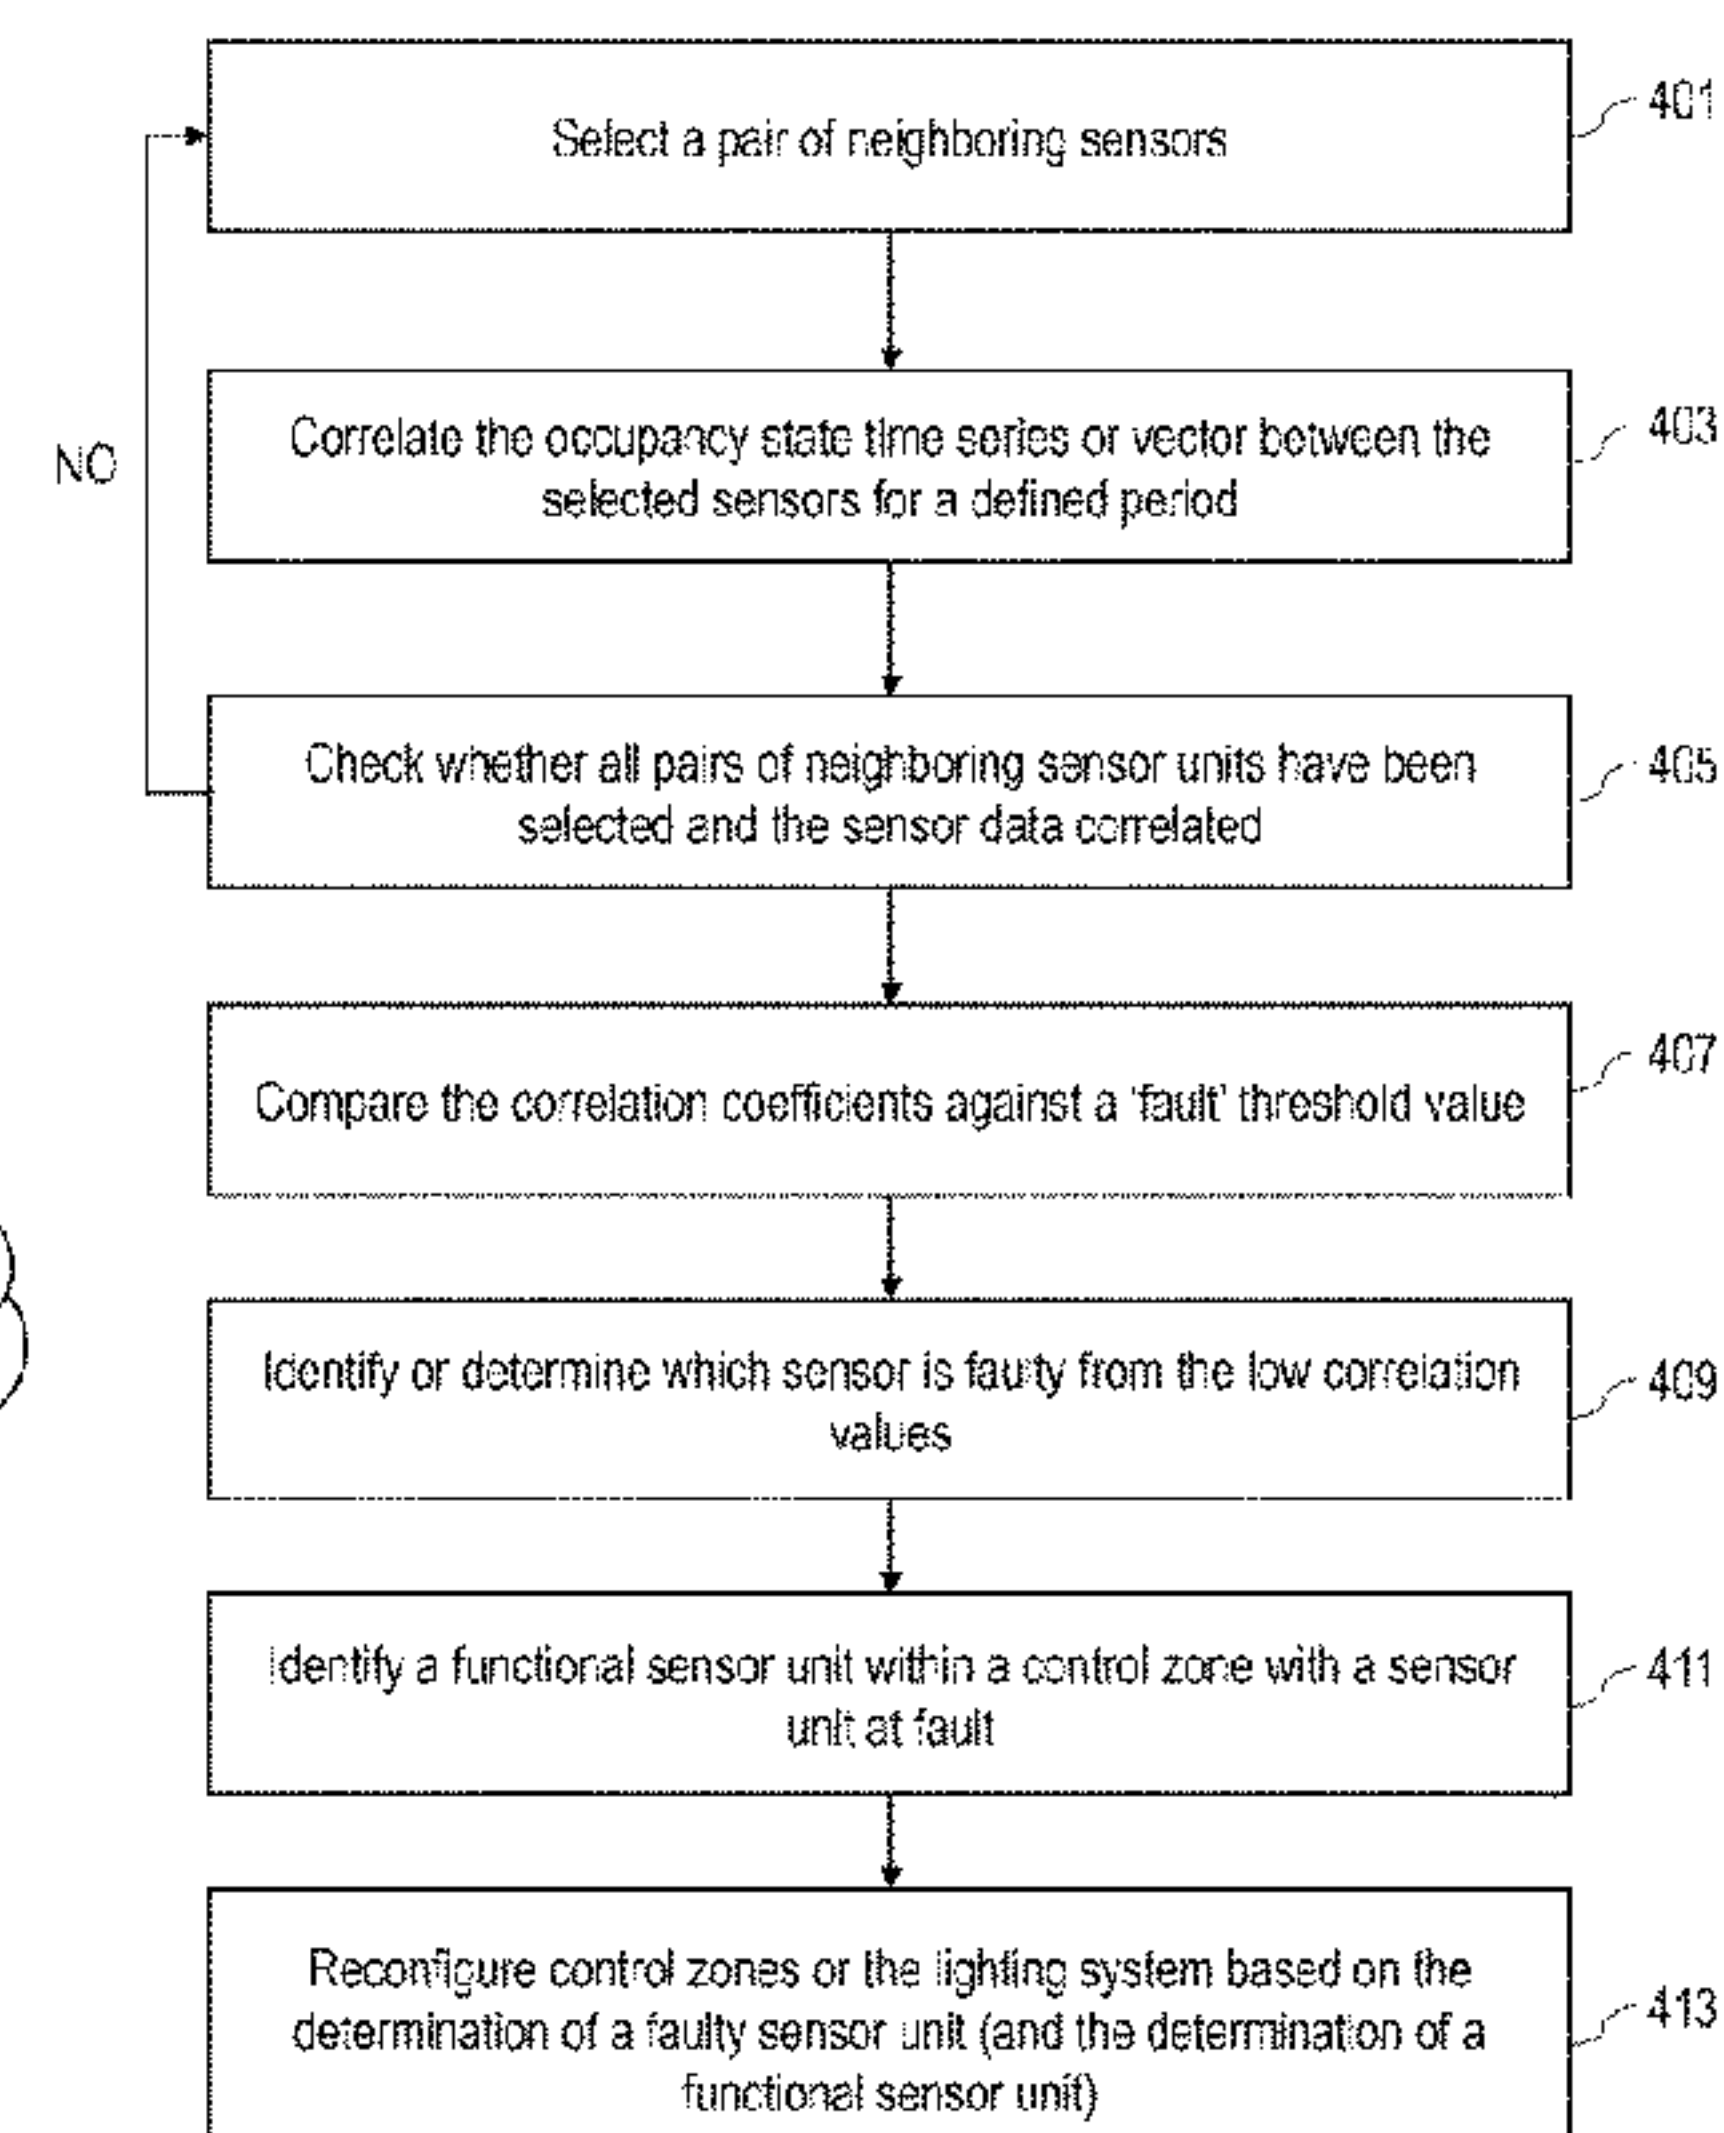 Select a pair of neighboring sensors
401
Correlate the occupancy state time series or vector between the
selected sensors for a defined period
403
NO
Check whether all pairs of neighboring sensor units have been
selected and the sensor data correlated
405
Compare the correlation coefficients against a 'fault' threshold value
407
Identify or determine which sensor is faulty from the low correlation
values
409
Identify a functional sensor unit within a control zone with a sensor
unit at fault
411
Reconfigure control zones or the lighting system based on the
determination of a faulty sensor unit (and the determination of a
functional sensor unit)
413